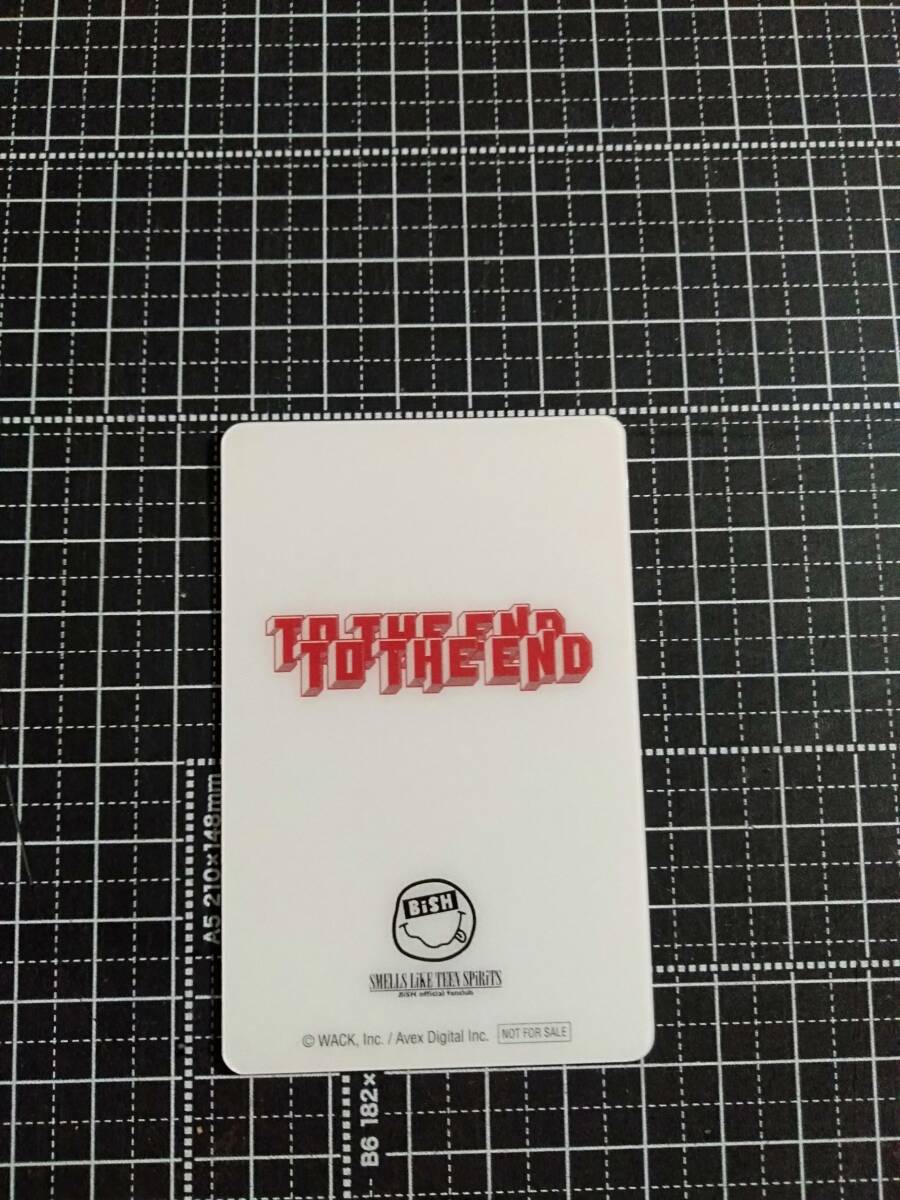 TO THE END
TO THE END
A5 210×148mm
BiSH
SMELLS LiKE TEEN SPiRiTS
BiSH official fanclub
© WACK, Inc. / Avex Digital Inc. NOT FOR SALE
B6 182×